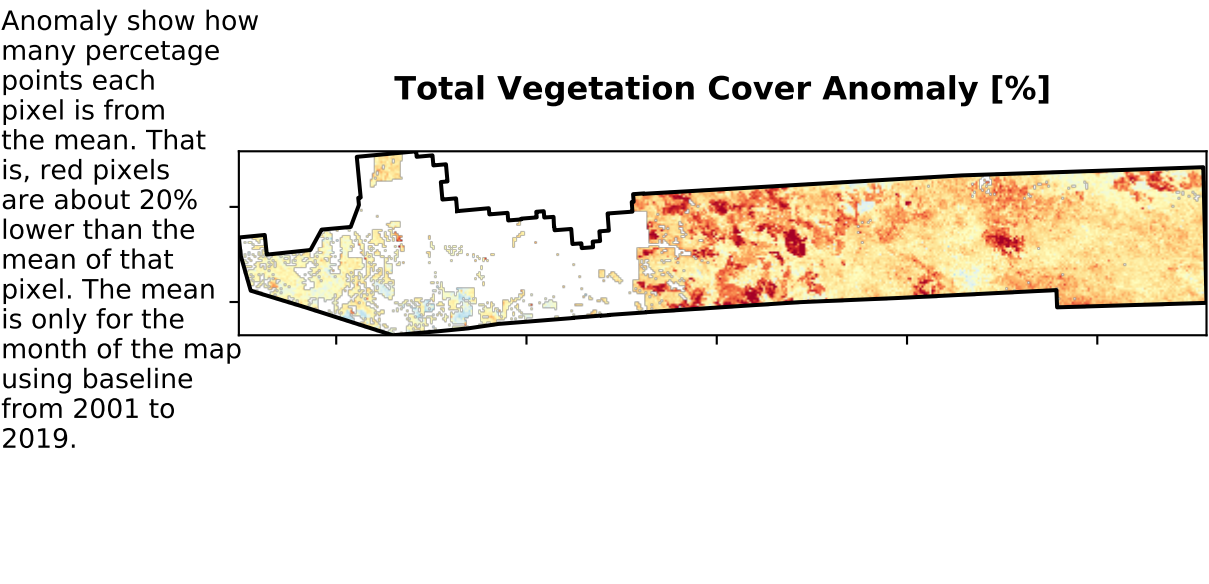 Anomaly show how
many percetage
points each
pixel is from
the mean. That
is, red pixels
are about 20%
lower than the
mean of that
pixel. The mean
is only for the
month of the map
using baseline
from 2001 to
2019.
Total Vegetation Cover Anomaly [%]